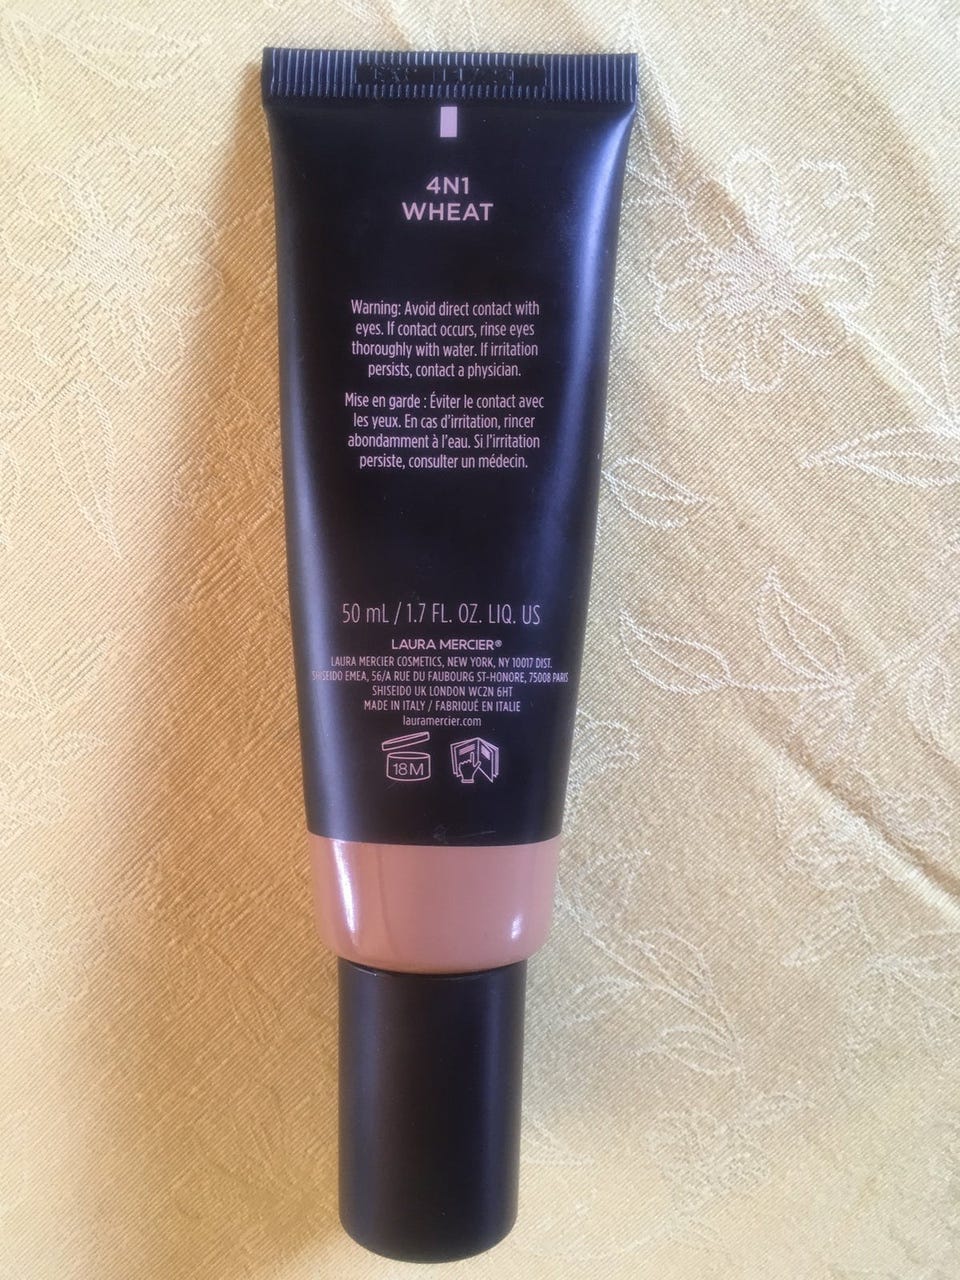 4N1
WHEAT
Warning: Avoid direct contact with
eyes. If contact occurs, rinse eyes
thoroughly with water. If irritation
persists, contact a physician.
Mise en garde : Éviter le contact avec
les yeux. En cas d'irritation, rincer
abondamment à l'eau. Si l'irritation
persiste, consulter un médecin.
50 mL / 1.7 FL. OZ. LIQ. US
LAURA MERCIER®
LAURA MERCIER COSMETICS, NEW YORK, NY 10017 DIST.
SHISEIDO EMEA, 56/A RUE DU FAUBOURG ST-HONORE, 75008 PARIS
SHISEIDO UK LONDON WC2N 6HT
MADE IN ITALY / FABRIQUÉ EN ITALIE
lauramercier.com
18M